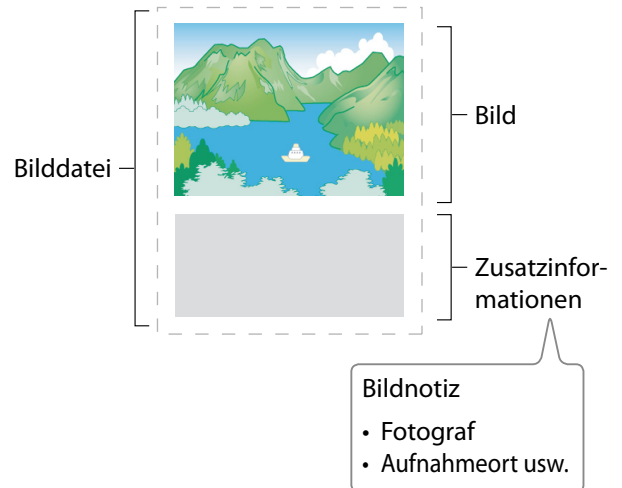 Bild
Bilddatei
Zusatzinfor-
mationen
Bildnotiz
• Fotograf
• Aufnahmeort usw.